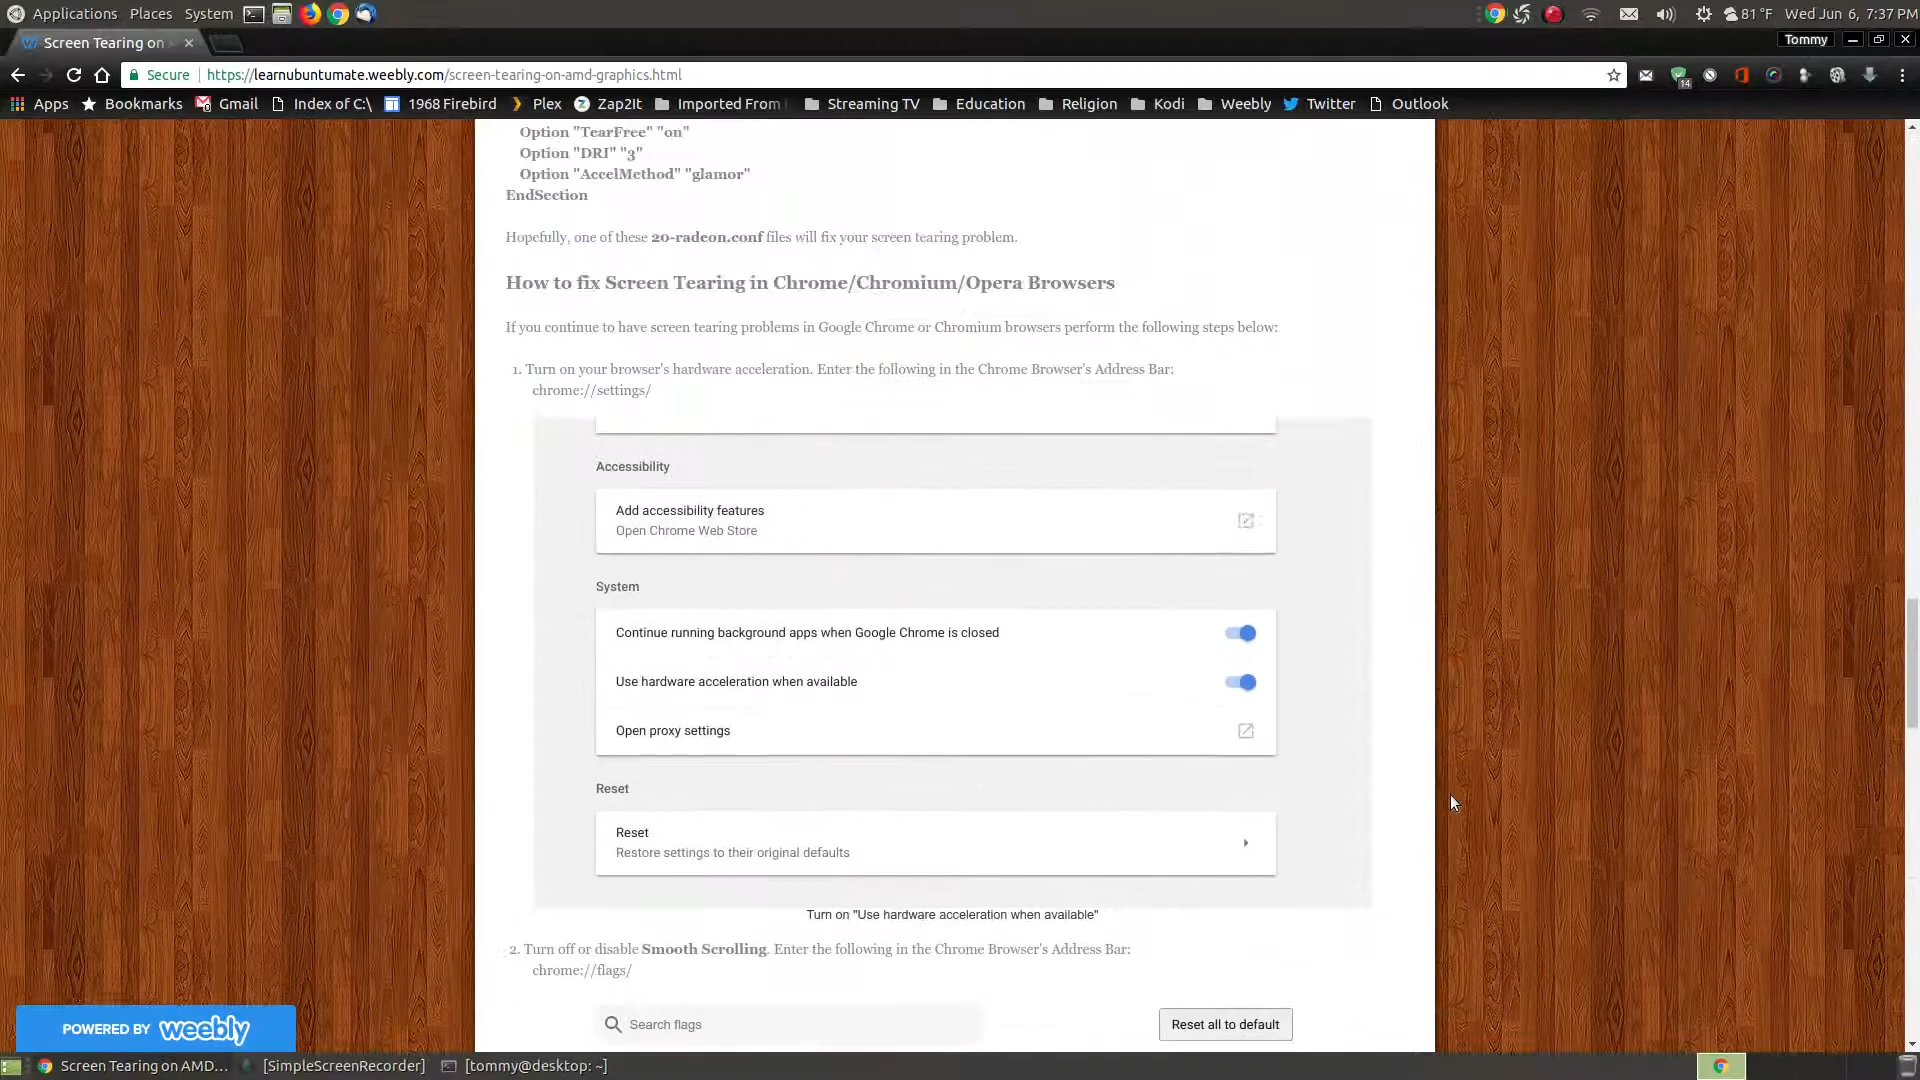 Applications Places System 81 °F Wed Jun 6, 7:37 PM
Screen Tearing on Tommy
Secure https://learnubuntumate.weebly.com/screen-tearing-on-amd-graphics.html 14
Apps Bookmarks Gmail Index of C:\ 1968 Firebird Plex Zap2It Imported From Streaming TV Education Religion Kodi Weebly Twitter Outlook
Option "TearFree" "on"
Option "DRI" "3"
Option "AccelMethod" "glamor"
EndSection
Hopefully, one of these 20-radeon.conf files will fix your screen tearing problem.
How to fix Screen Tearing in Chrome/Chromium/Opera Browsers
If you continue to have screen tearing problems in Google Chrome or Chromium browsers perform the following steps below:
1. Turn on your browser's hardware acceleration. Enter the following in the Chrome Browser's Address Bar:
chrome://settings/
Accessibility
Add accessibility features
Open Chrome Web Store
System
Continue running background apps when Google Chrome is closed
Use hardware acceleration when available
Open proxy settings
Reset
Reset
Restore settings to their original defaults
Turn on "Use hardware acceleration when available"
2. Turn off or disable Smooth Scrolling. Enter the following in the Chrome Browser's Address Bar:
chrome://flags/
Search flags Reset all to default
POWERED BY weebly
Screen Tearing on AMD... [SimpleScreenRecorder] [tommy@desktop: ~]